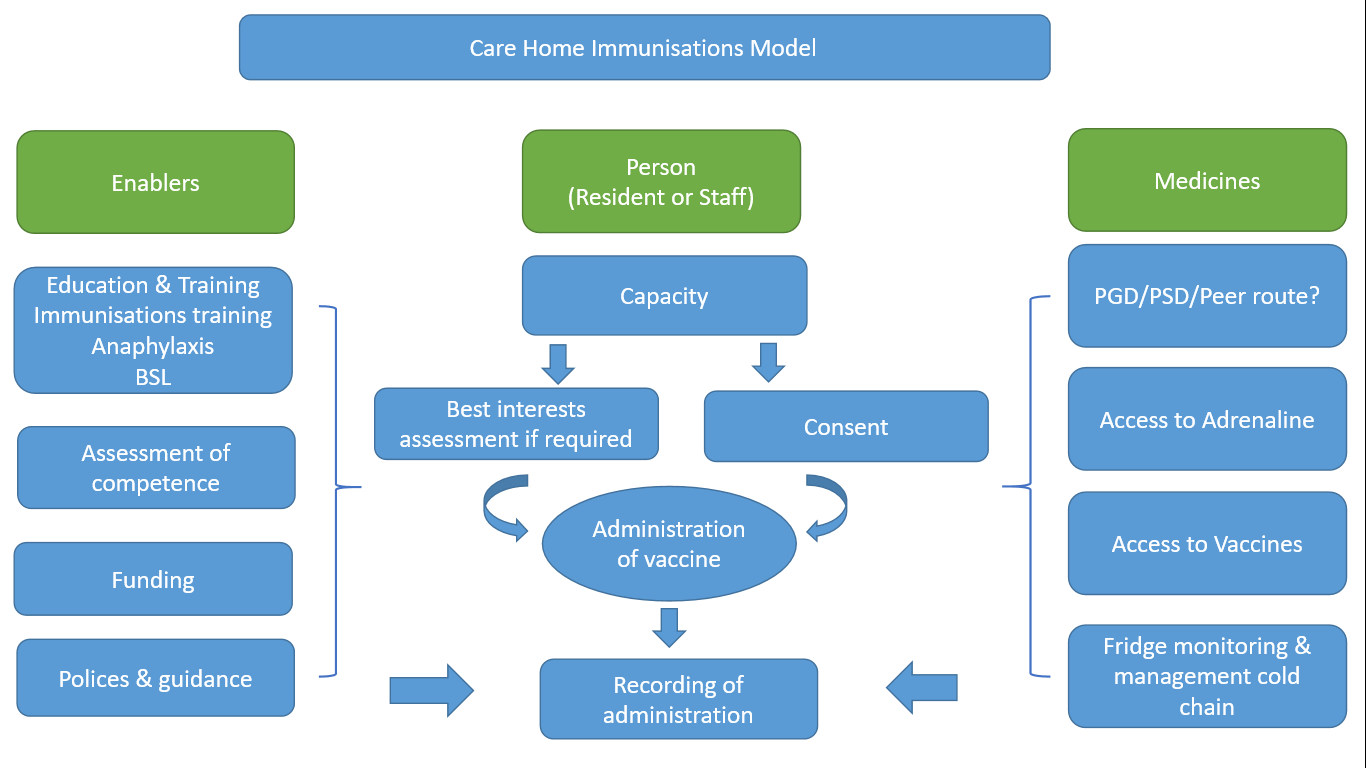 Care Home Immunisations Model
Enablers
Education & Training
Immunisations training
Anaphylaxis
BSL
Assessment of
competence
Funding
Polices & guidance
Person
(Resident or Staff)
Capacity
Best interests
assessment if required
Consent
Administration
of vaccine
Recording of
administration
Medicines
PGD/PSD/Peer route?
Access to Adrenaline
Access to Vaccines
Fridge monitoring &
management cold
chain